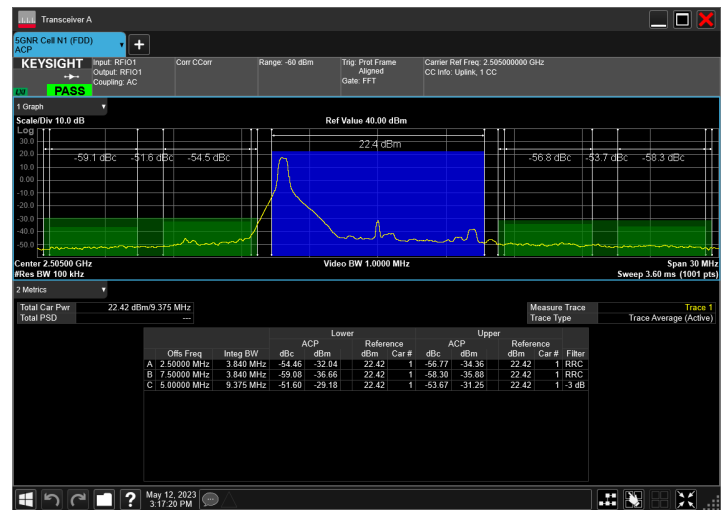 Transceiver A
5GNR Cell N1 (FDD)
ACP
KEYSIGHT
LXI
PASS
Input: RFIO1
Output: RFIO1
Coupling: AC
Corr CCorr
Range: -60 dBm
Trig: Prot Frame
Aligned
Gate: FFT
Carrier Ref Freq: 2.505000000 GHz
CC Info: Uplink, 1 CC
1 Graph
Scale/Div 10.0 dB
Ref Value 40.00 dBm
Log
30.0
20.0
10.0
0.00
-10.0
-20.0
-30.0
-40.0
-50.0
-59.1 dBc
-51.6 dBc
-54.5 dBc
22.4 dBm
-56.8 dBc
-53.7 dBc
-58.3 dBc
Center 2.50500 GHz
Video BW 1.0000 MHz
Span 30 MHz
#Res BW 100 kHz
Sweep 3.60 ms (1001 pts)
2 Metrics
Total Car Pwr 22.42 dBm/9.375 MHz
Total PSD ---
Measure Trace Trace 1
Trace Type Trace Average (Active)
Lower Upper
ACP Reference ACP Reference
Offs Freq Integ BW dBc dBm dBm Car # dBc dBm dBm Car # Filter
A 2.50000 MHz 3.840 MHz -54.46 -32.04 22.42 1 -56.77 -34.36 22.42 1 RRC
B 7.50000 MHz 3.840 MHz -59.08 -36.66 22.42 1 -58.30 -35.88 22.42 1 RRC
C 5.00000 MHz 9.375 MHz -51.60 -29.18 22.42 1 -53.67 -31.25 22.42 1 -3 dB
May 12, 2023
3:17:20 PM